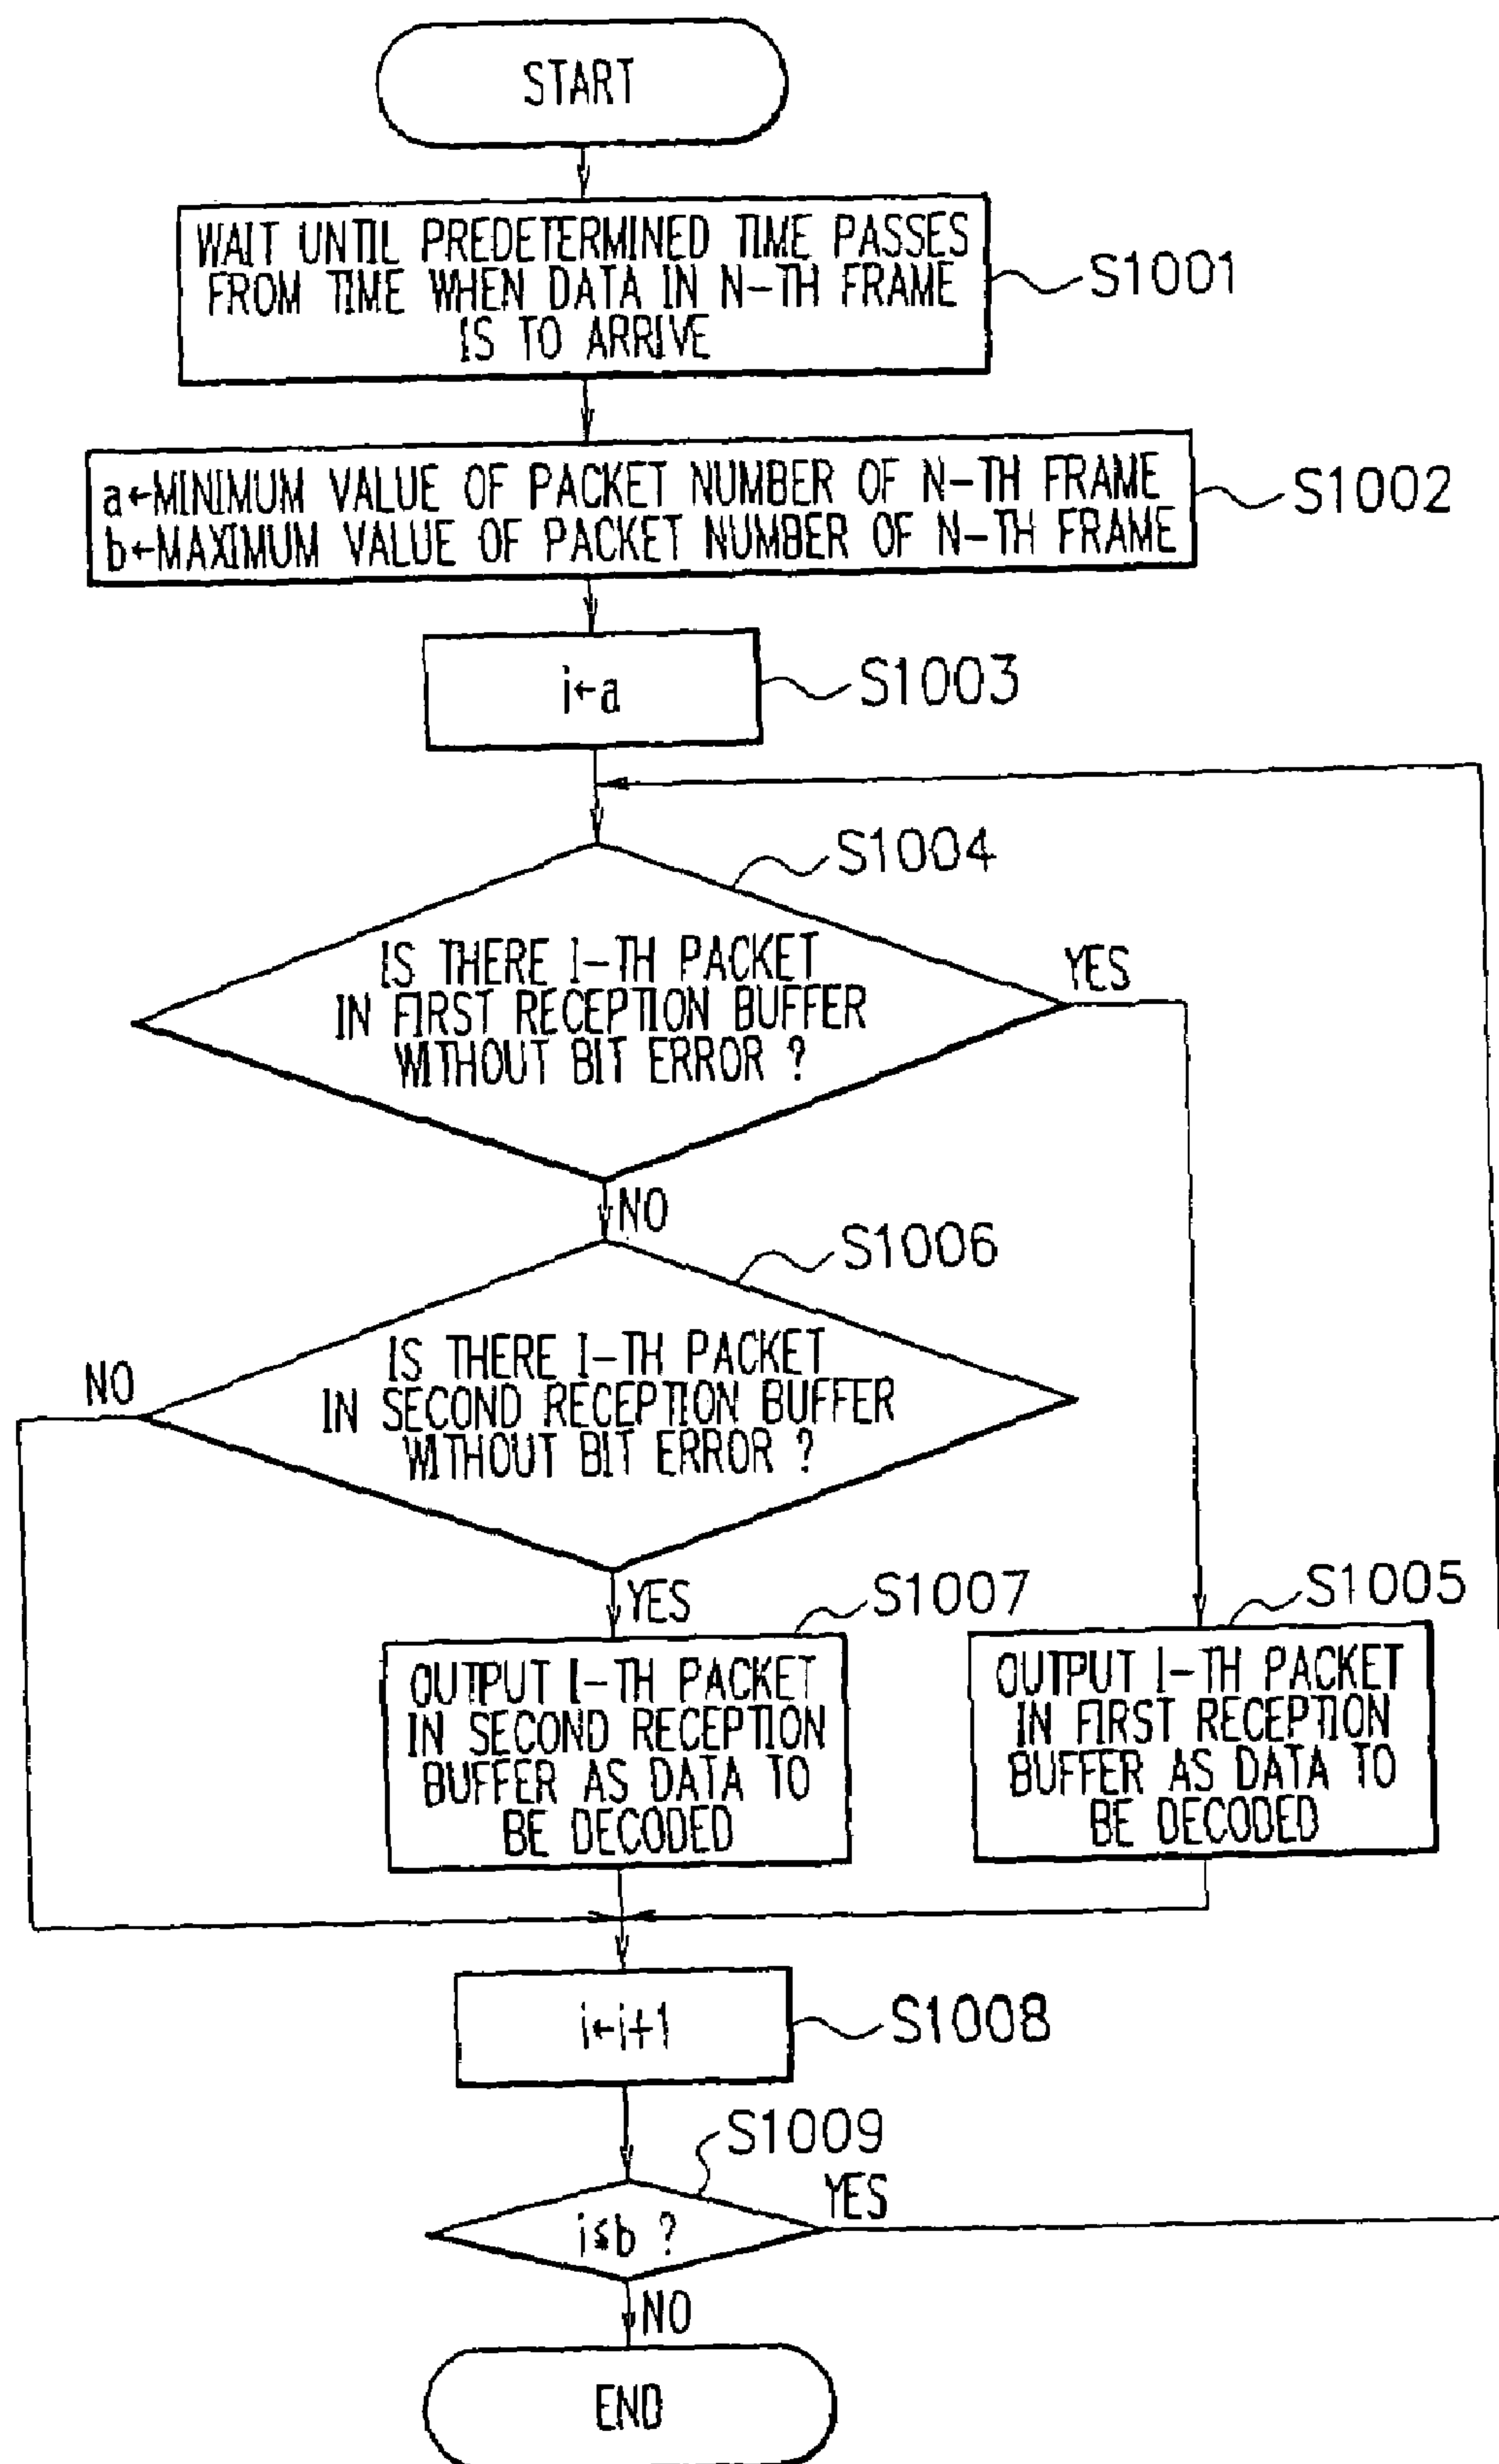 START
WAIT UNTIL PREDETERMINED TIME PASSES
FROM TIME WHEN DATA IN N-TH FRAME
IS TO ARRIVE
S1001
a←MINIMUM VALUE OF PACKET NUMBER OF N-TH FRAME
b←MAXIMUM VALUE OF PACKET NUMBER OF N-TH FRAME
S1002
i←a
S1003
S1004
IS THERE I-TH PACKET
IN FIRST RECEPTION BUFFER
WITHOUT BIT ERROR ?
YES
NO
S1006
IS THERE I-TH PACKET
IN SECOND RECEPTION BUFFER
WITHOUT BIT ERROR ?
NO
YES
S1007
OUTPUT I-TH PACKET
IN SECOND RECEPTION
BUFFER AS DATA TO
BE DECODED
S1005
OUTPUT I-TH PACKET
IN FIRST RECEPTION
BUFFER AS DATA TO
BE DECODED
i←i+1
S1008
S1009
i≤b ?
YES
NO
END